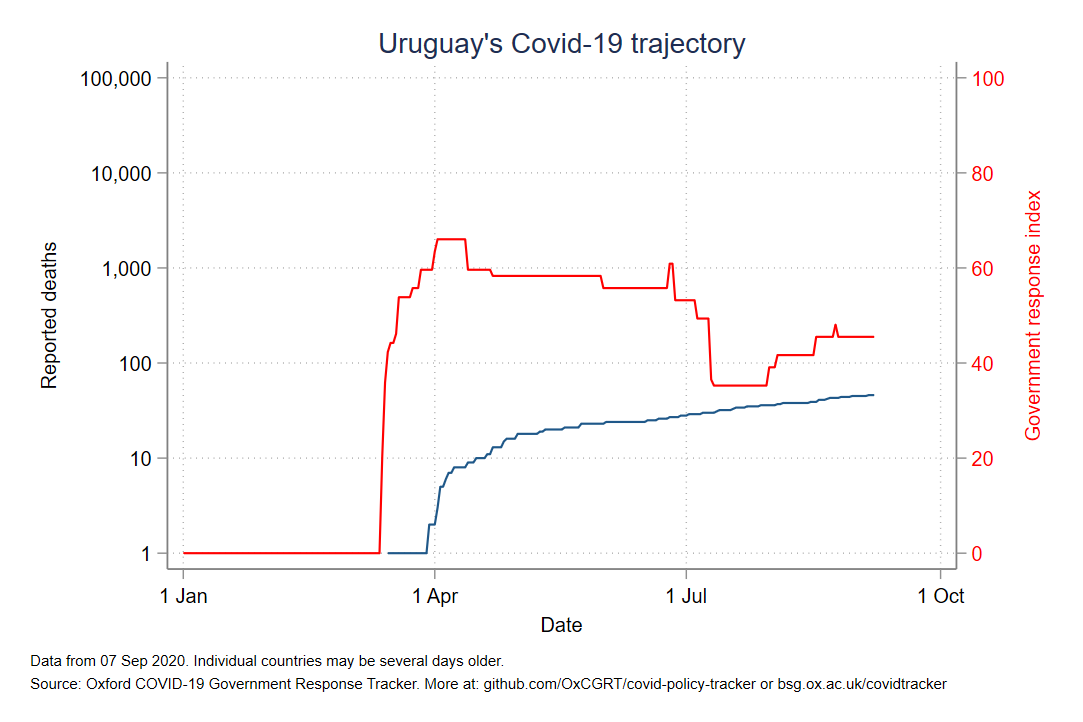 Uruguay's Covid-19 trajectory
100,000
10,000
1,000
100
10
1
Reported deaths
100
80
60
40
20
0
Government response index
1 Jan
1 Apr
1 Jul
1 Oct
Date
Data from 07 Sep 2020. Individual countries may be several days older.
Source: Oxford COVID-19 Government Response Tracker. More at: github.com/OxCGRT/covid-policy-tracker or bsg.ox.ac.uk/covidtracker